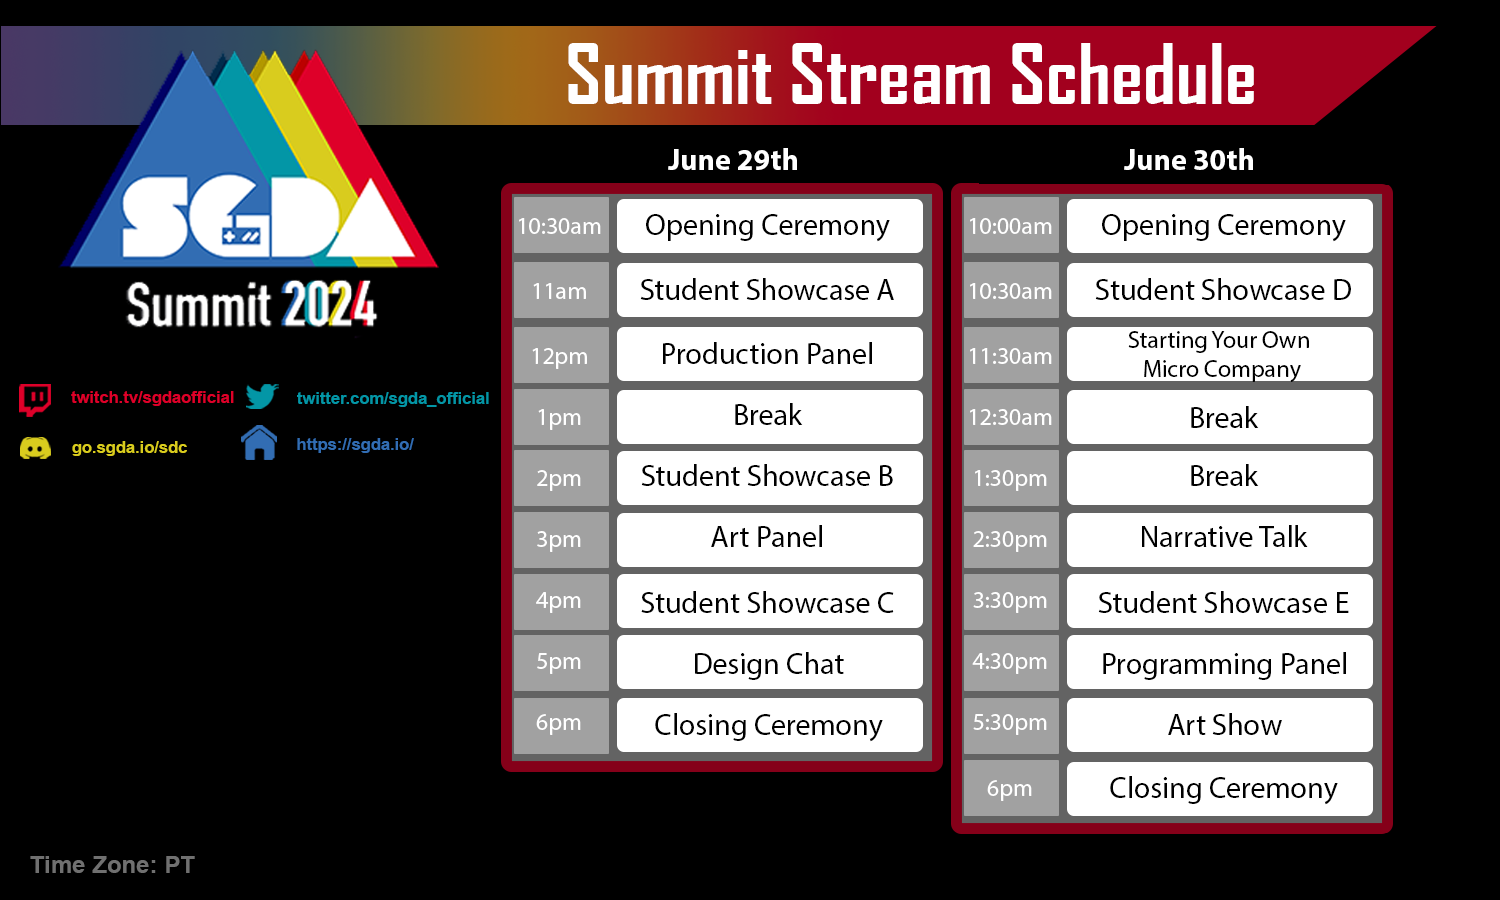 Summit Stream Schedule
SGDA
Summit 2024
twitch.tv/sgdaofficial
twitter.com/sgda_official
go.sgda.io/sdc
https://sgda.io/
June 29th
10:30am Opening Ceremony
11am Student Showcase A
12pm Production Panel
1pm Break
2pm Student Showcase B
3pm Art Panel
4pm Student Showcase C
5pm Design Chat
6pm Closing Ceremony
June 30th
10:00am Opening Ceremony
10:30am Student Showcase D
11:30am Starting Your Own
Micro Company
12:30am Break
1:30pm Break
2:30pm Narrative Talk
3:30pm Student Showcase E
4:30pm Programming Panel
5:30pm Art Show
6pm Closing Ceremony
Time Zone: PT